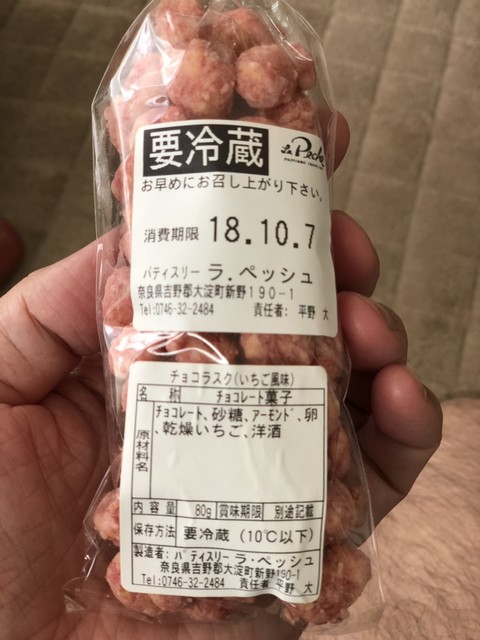 要冷蔵
La Peche
お早めにお召し上がり下さい。
消費期限 18.10.7
パティスリー ラ.ペッシュ
奈良県吉野郡大淀町新野190-1
Tel:0746-32-2484 責任者: 平野 大
チョコラスク(いちご風味)
名称 チョコレート菓子
原材料名 チョコレート、砂糖、アーモンド、卵
、乾燥いちご、洋酒
内容量 80g 賞味期限 別途記載
保存方法 要冷蔵 (10℃以下)
製造者: パティスリー ラ.ペッシュ
奈良県吉野郡大淀町新野190-1
Tel:0746-32-2484 責任者: 平野 大